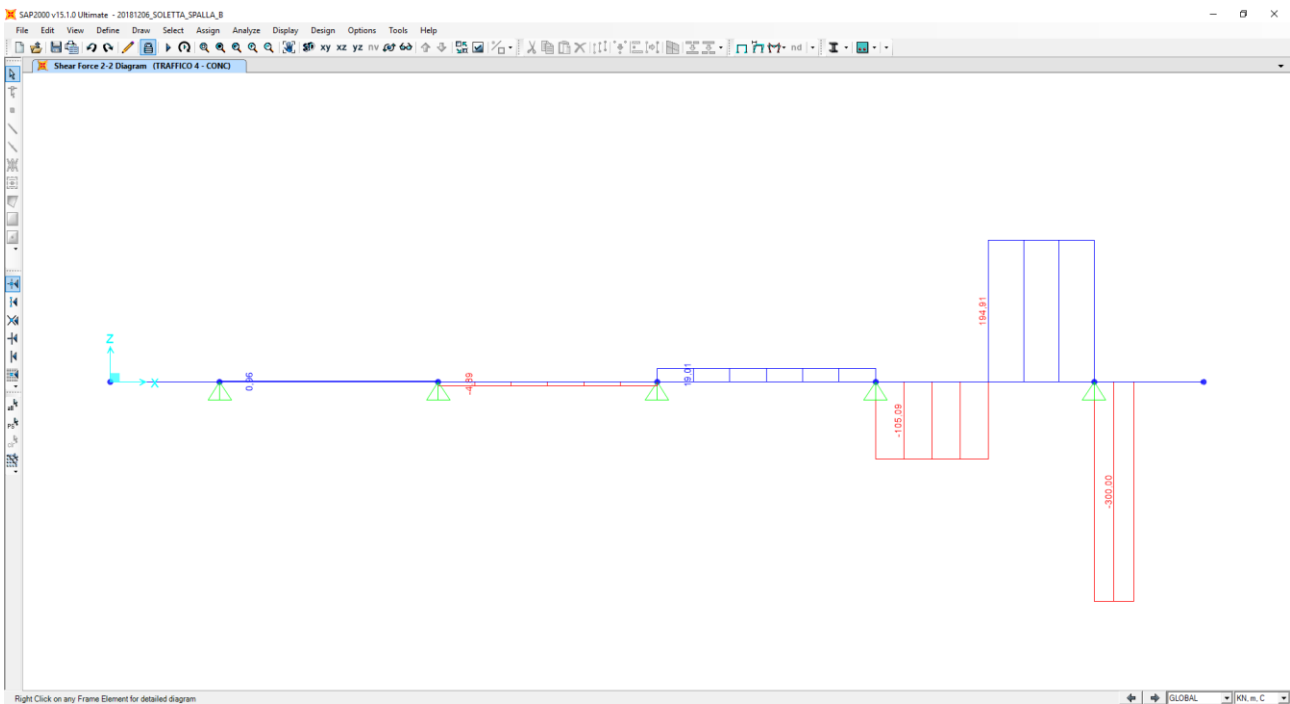 SAP2000 v15.1.0 Ultimate - 20181206_SOLETTA_SPALLA_B
File Edit View Define Draw Select Assign Analyze Display Design Options Tools Help
xy xz yz nv nd
Shear Force 2-2 Diagram (TRAFFICO 4 - CONC)
194.91
Z
X
0.96
-4.89
19.01
-105.09
-300.00
Right Click on any Frame Element for detailed diagram
GLOBAL
KN, m, C